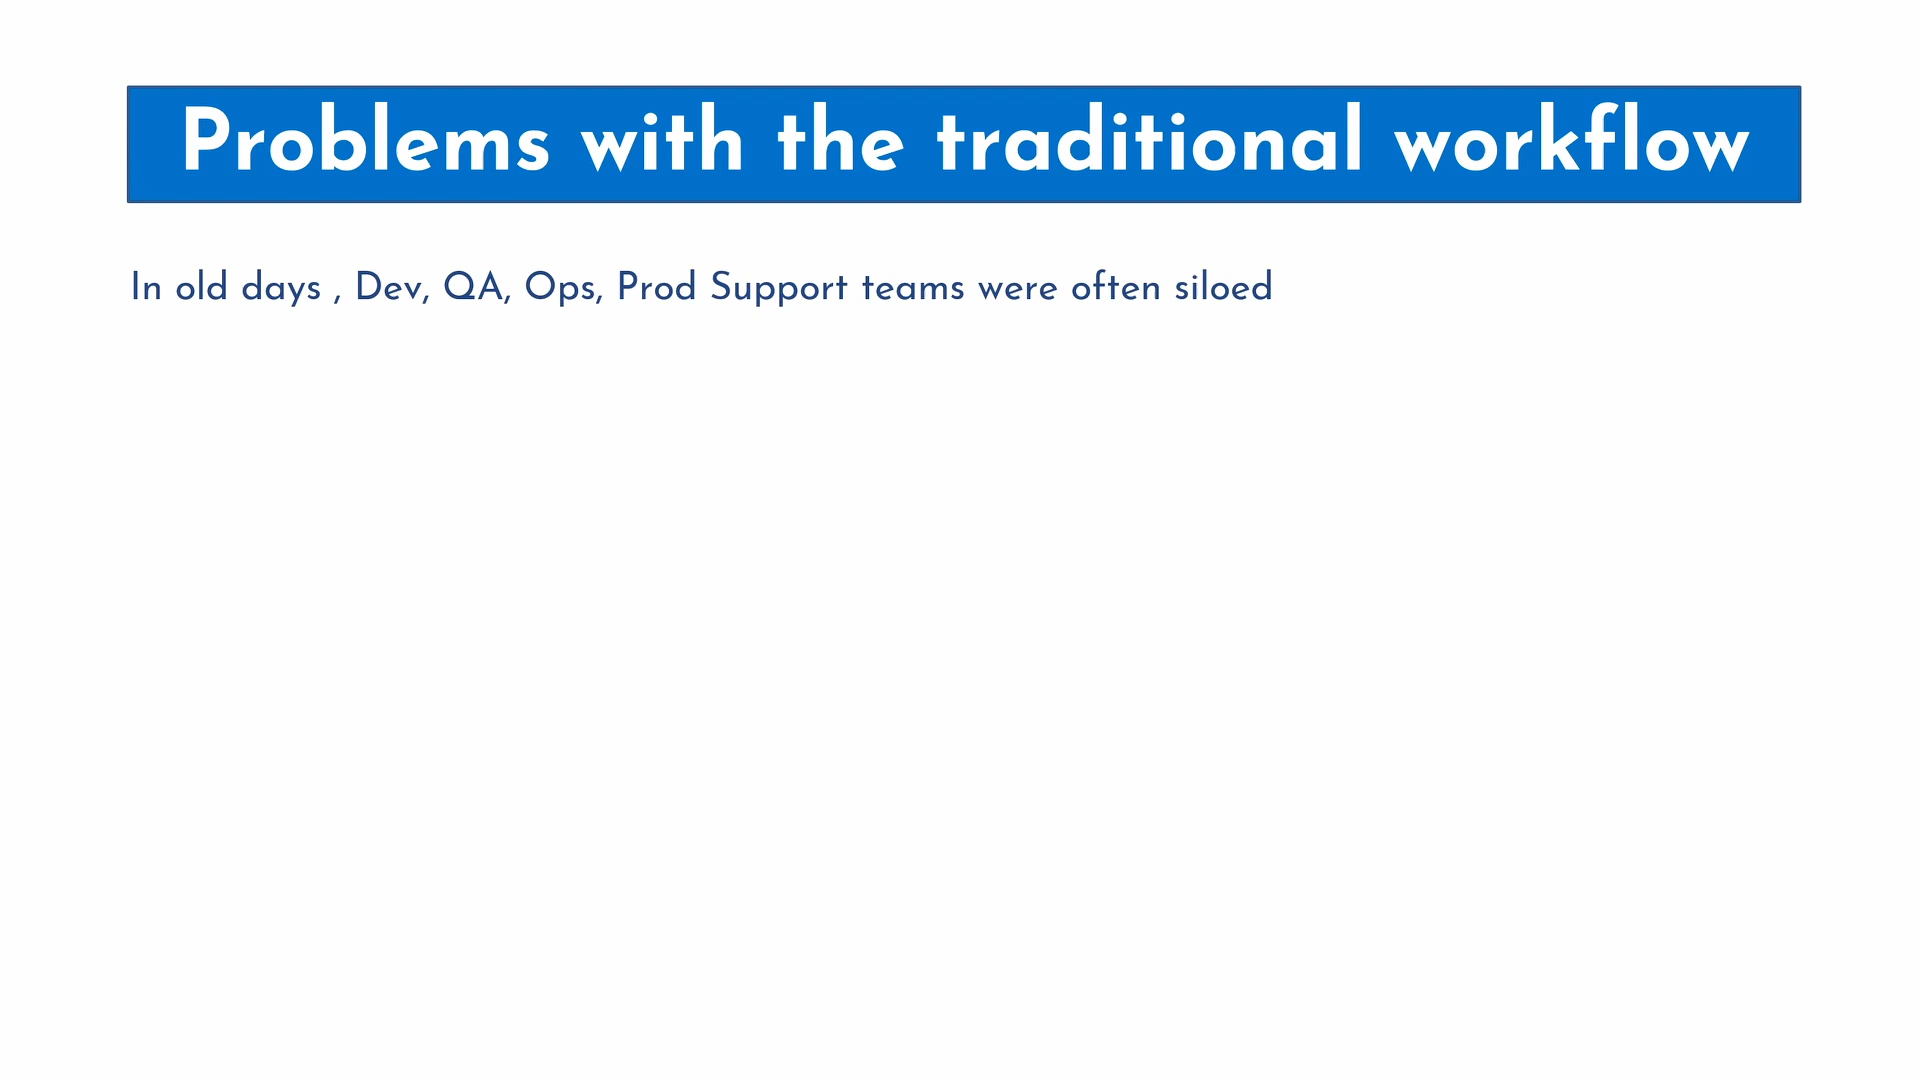 Problems with the traditional workflow
In old days , Dev, QA, Ops, Prod Support teams were often siloed